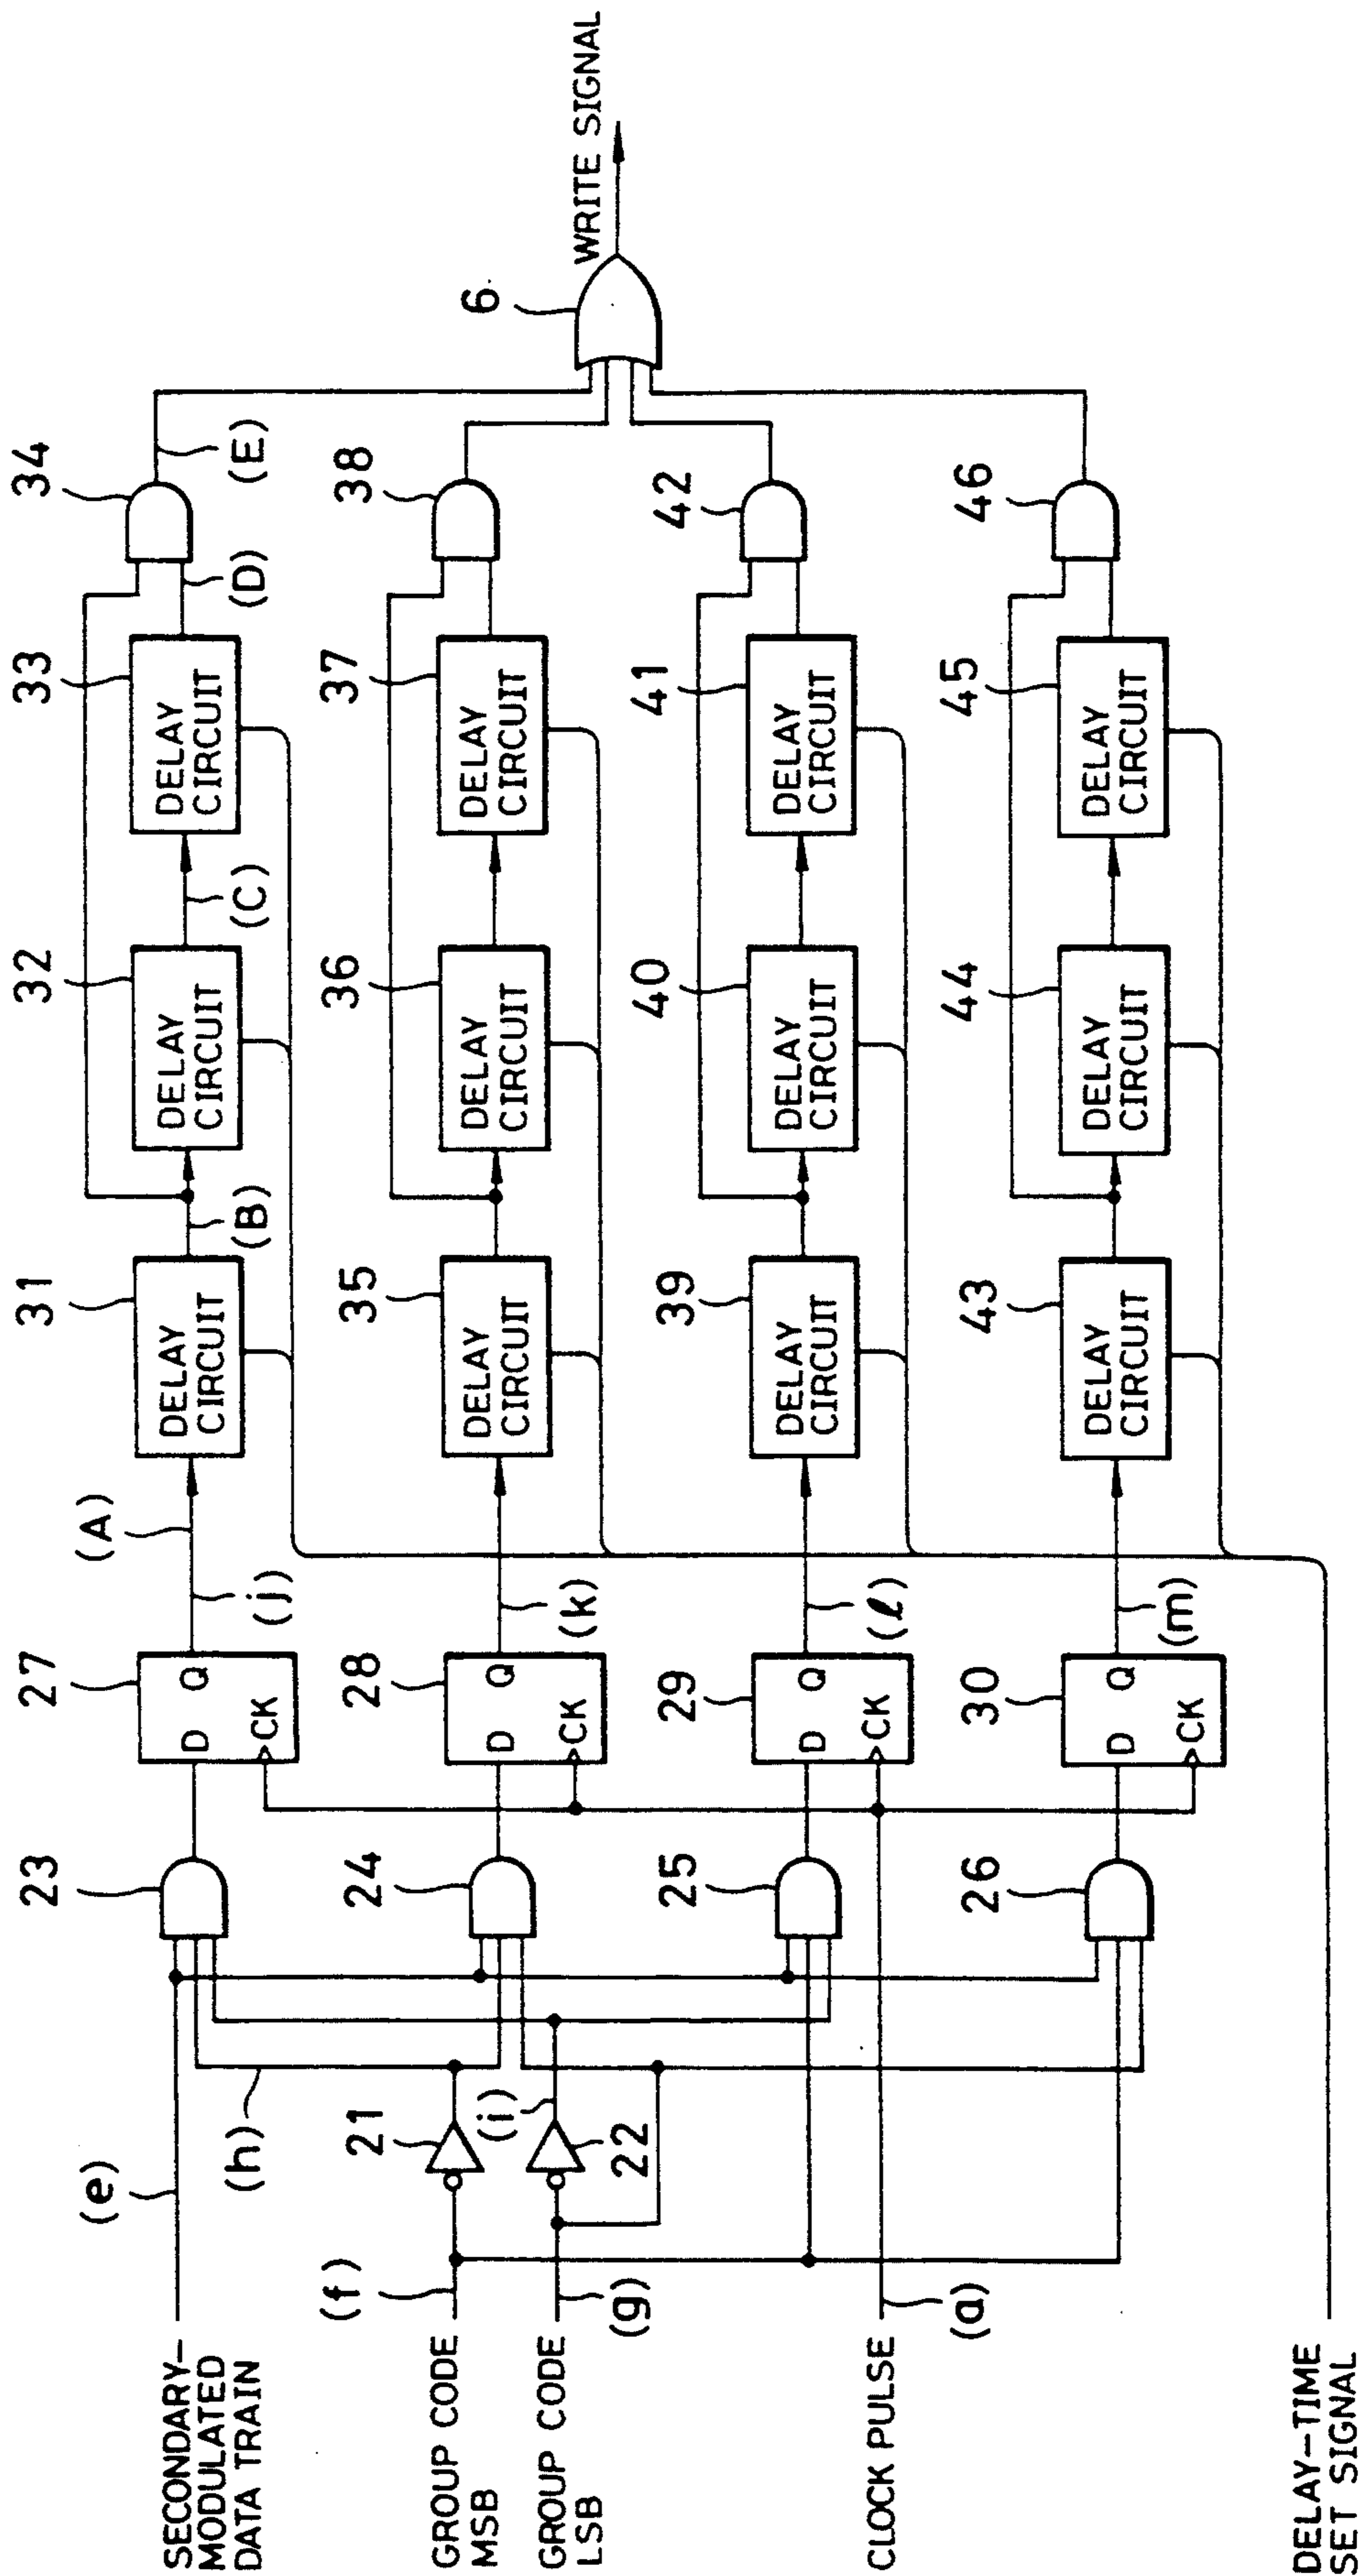 SECONDARY-
MODULATED
DATA TRAIN
(e)
(h)
GROUP CODE
MSB
(f)
GROUP CODE
LSB
(g)
21
(i)
22
CLOCK PULSE
(a)
DELAY-TIME
SET SIGNAL
23
27
D
Q
CK
(j)
(A)
31
DELAY
CIRCUIT
(B)
32
DELAY
CIRCUIT
(C)
33
DELAY
CIRCUIT
(D)
34
(E)
24
28
D
Q
CK
(k)
35
DELAY
CIRCUIT
36
DELAY
CIRCUIT
37
DELAY
CIRCUIT
38
25
29
D
Q
CK
(ℓ)
39
DELAY
CIRCUIT
40
DELAY
CIRCUIT
41
DELAY
CIRCUIT
42
26
30
D
Q
CK
(m)
43
DELAY
CIRCUIT
44
DELAY
CIRCUIT
45
DELAY
CIRCUIT
46
6
WRITE SIGNAL